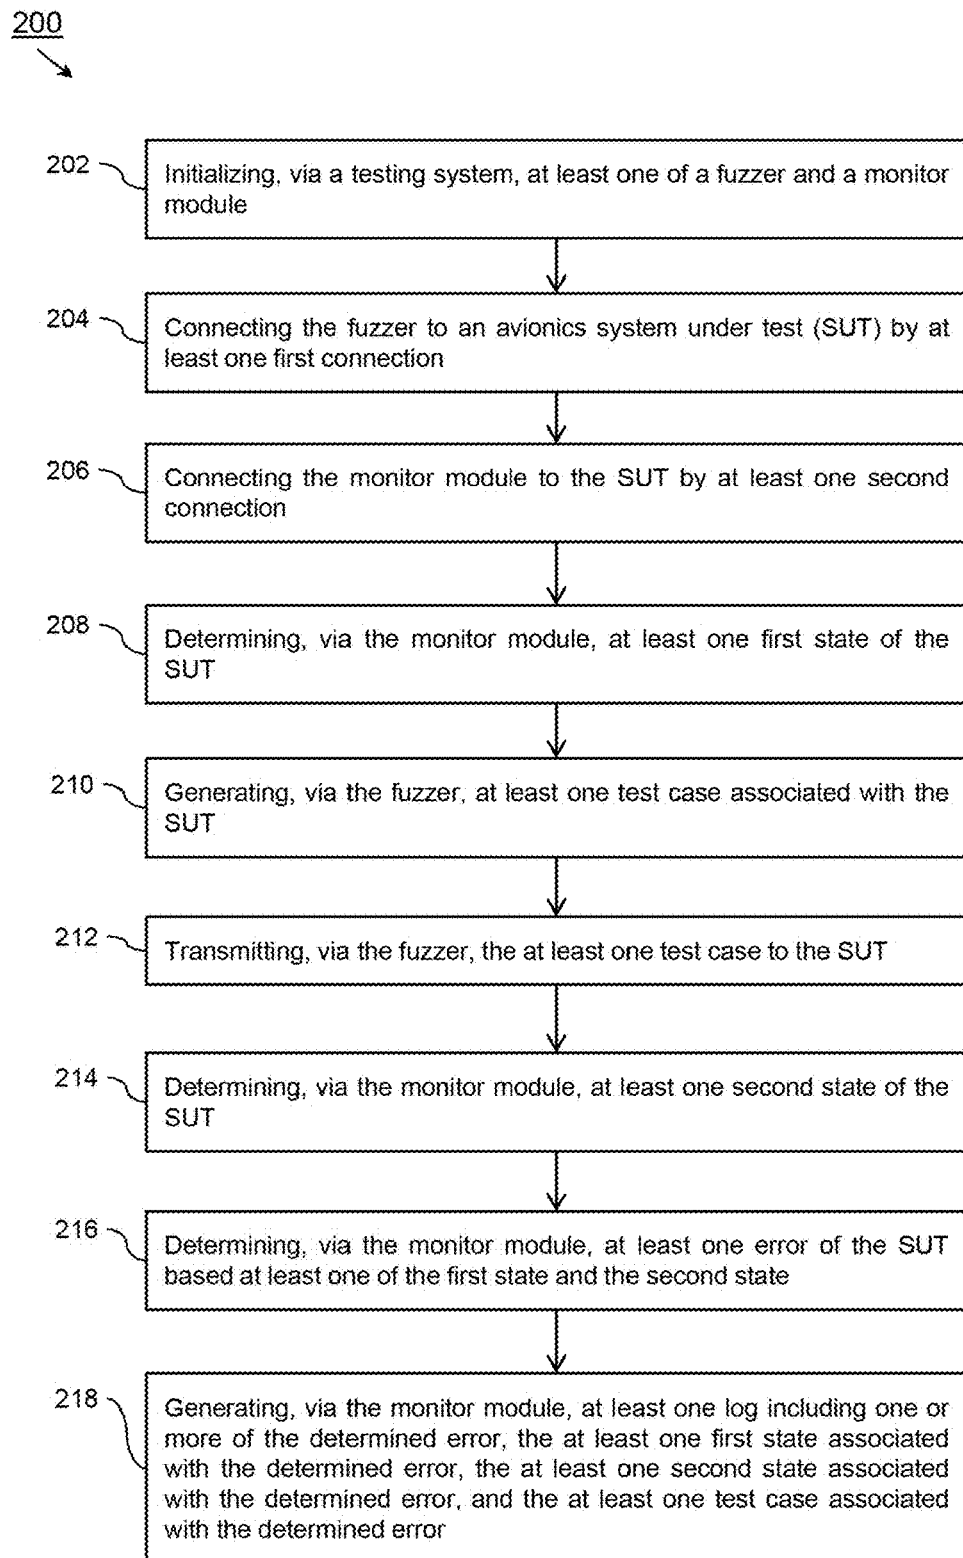 200
202
Initializing, via a testing system, at least one of a fuzzer and a monitor
module
204
Connecting the fuzzer to an avionics system under test (SUT) by at
least one first connection
206
Connecting the monitor module to the SUT by at least one second
connection
208
Determining, via the monitor module, at least one first state of the
SUT
210
Generating, via the fuzzer, at least one test case associated with the
SUT
212
Transmitting, via the fuzzer, the at least one test case to the SUT
214
Determining, via the monitor module, at least one second state of the
SUT
216
Determining, via the monitor module, at least one error of the SUT
based at least one of the first state and the second state
218
Generating, via the monitor module, at least one log including one or
more of the determined error, the at least one first state associated
with the determined error, the at least one second state associated
with the determined error, and the at least one test case associated
with the determined error